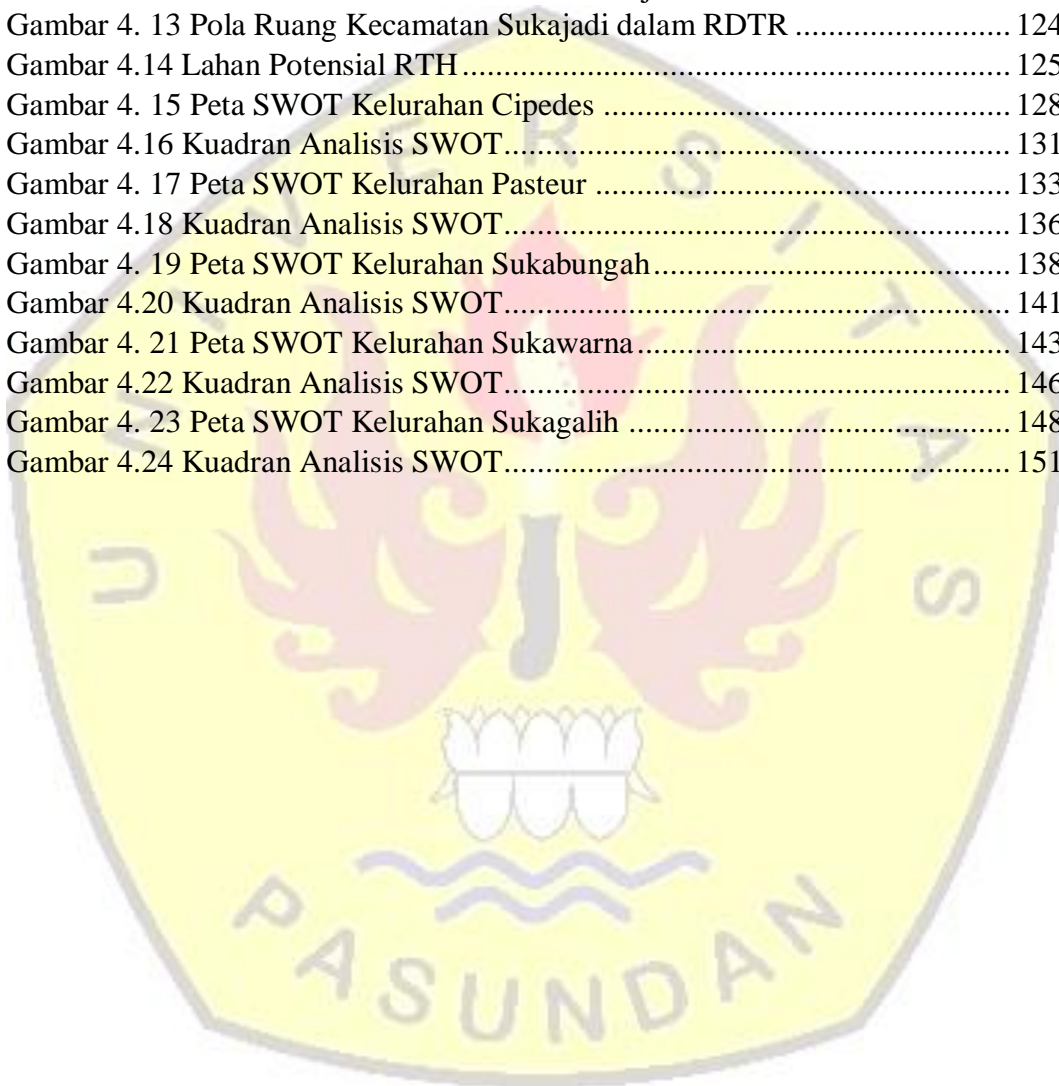 Gambar 4. 13 Pola Ruang Kecamatan Sukajadi dalam RDTR ........................ 124
Gambar 4.14 Lahan Potensial RTH ........................................................... 125
Gambar 4. 15 Peta SWOT Kelurahan Cipedes ............................................ 128
Gambar 4.16 Kuadran Analisis SWOT....................................................... 131
Gambar 4. 17 Peta SWOT Kelurahan Pasteur ............................................. 133
Gambar 4.18 Kuadran Analisis SWOT....................................................... 136
Gambar 4. 19 Peta SWOT Kelurahan Sukabungah....................................... 138
Gambar 4.20 Kuadran Analisis SWOT....................................................... 141
Gambar 4. 21 Peta SWOT Kelurahan Sukawarna......................................... 143
Gambar 4.22 Kuadran Analisis SWOT....................................................... 146
Gambar 4. 23 Peta SWOT Kelurahan Sukagalih .......................................... 148
Gambar 4.24 Kuadran Analisis SWOT....................................................... 151
UNIVERSITAS
PASUNDAN